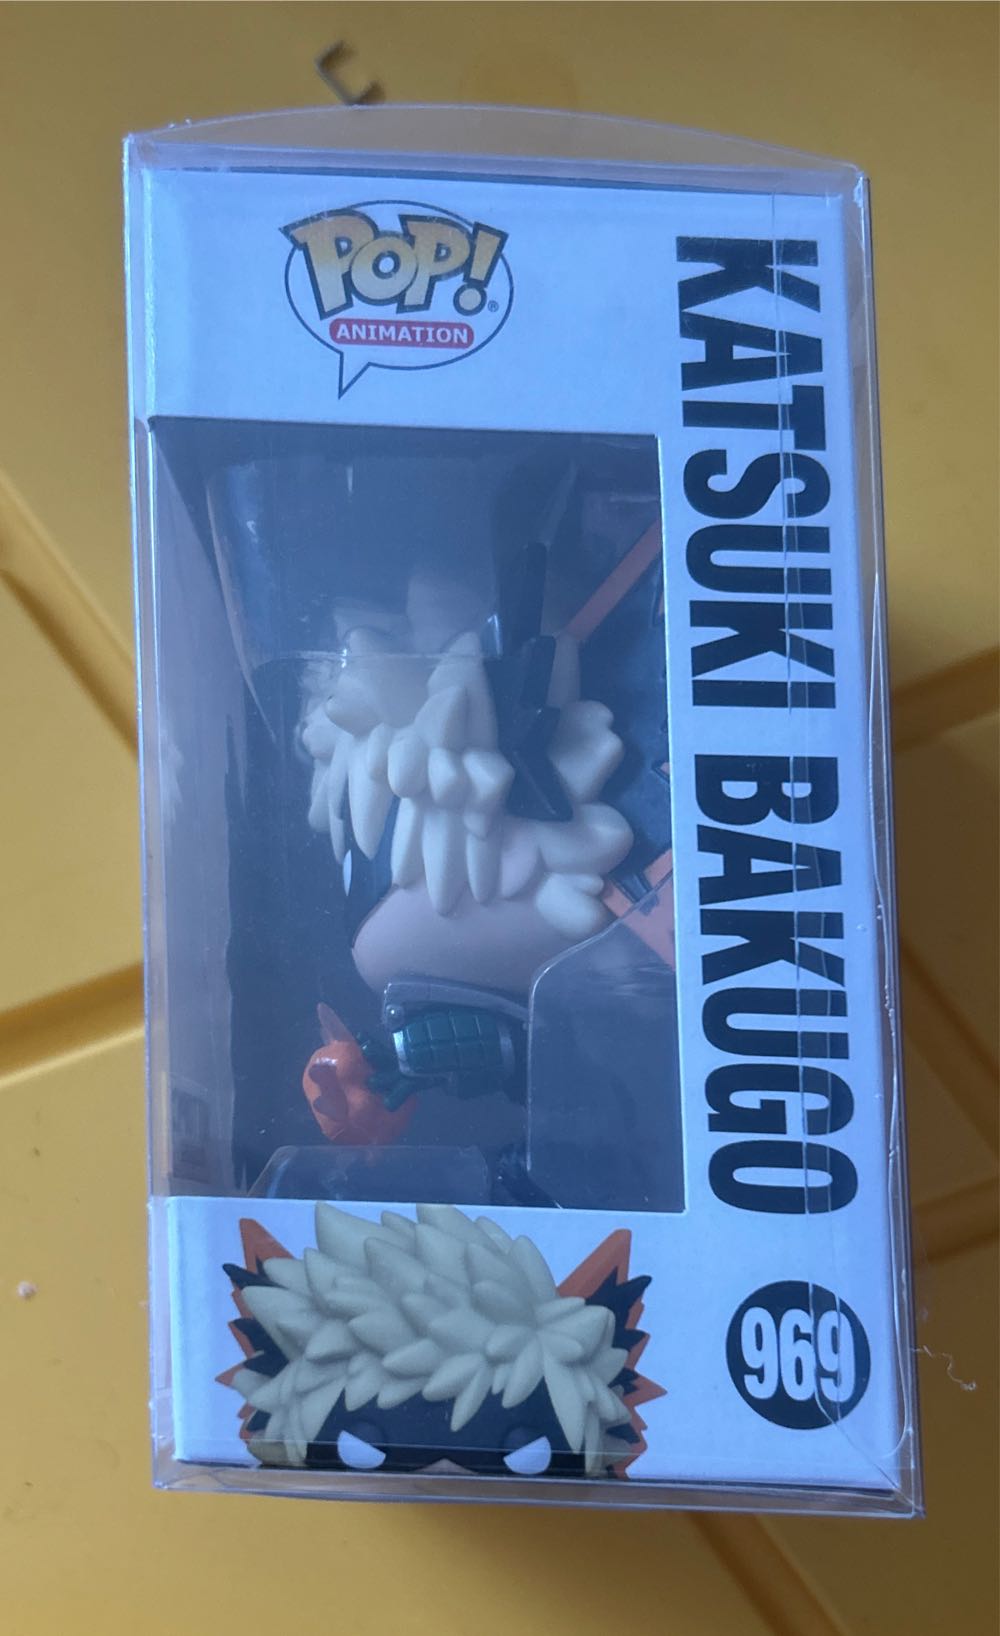 POP!
ANIMATION
KATSUKI BAKUGO
969